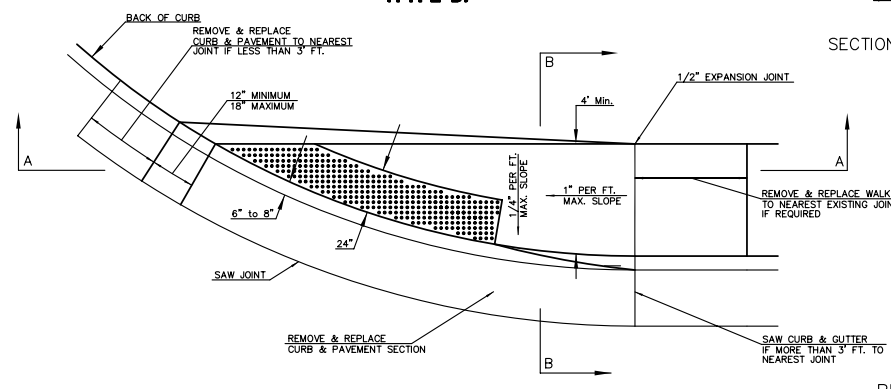 BACK OF CURB
REMOVE & REPLACE
CURB & PAVEMENT TO NEAREST
JOINT IF LESS THAN 3' FT.
12" MINIMUM
18" MAXIMUM
B
SECTION
1/2" EXPANSION JOINT
4' Min.
A
A
1/4" PER FT.
MAX. SLOPE
1" PER FT.
MAX. SLOPE
REMOVE & REPLACE WALK
TO NEAREST EXISTING
IF REQUIRED
6" to 8"
24"
SAW JOINT
REMOVE & REPLACE
CURB & PAVEMENT SECTION
SAW CURB & GUTTER
IF MORE THAN 3' FT. TO
NEAREST JOINT
B